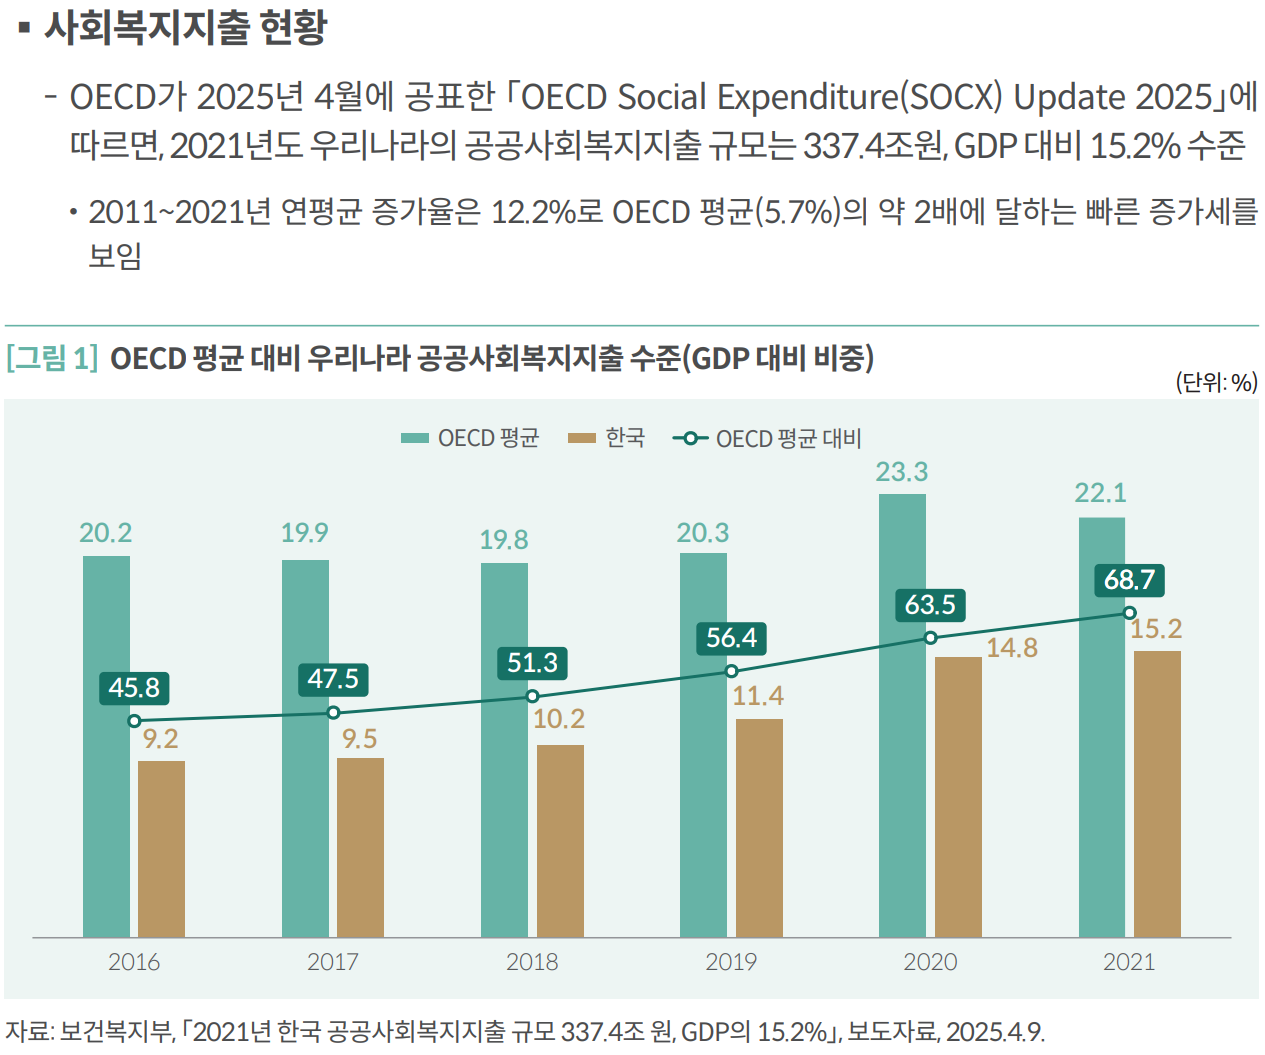 ▪ 사회복지지출 현황
- OECD가 2025년 4월에 공표한 「OECD Social Expenditure(SOCX) Update 2025」에
따르면, 2021년도 우리나라의 공공사회복지지출 규모는 337.4조원, GDP 대비 15.2% 수준
• 2011~2021년 연평균 증가율은 12.2%로 OECD 평균(5.7%)의 약 2배에 달하는 빠른 증가세를
보임
[그림 1] OECD 평균 대비 우리나라 공공사회복지지출 수준(GDP 대비 비중)
(단위: %)
OECD 평균 한국 OECD 평균 대비
20.2 19.9 19.8 20.3 23.3 22.1
45.8 47.5 51.3 56.4 63.5 68.7
9.2 9.5 10.2 11.4 14.8 15.2
2016 2017 2018 2019 2020 2021
자료: 보건복지부, 「2021년 한국 공공사회복지지출 규모 337.4조 원, GDP의 15.2%」, 보도자료, 2025.4.9.